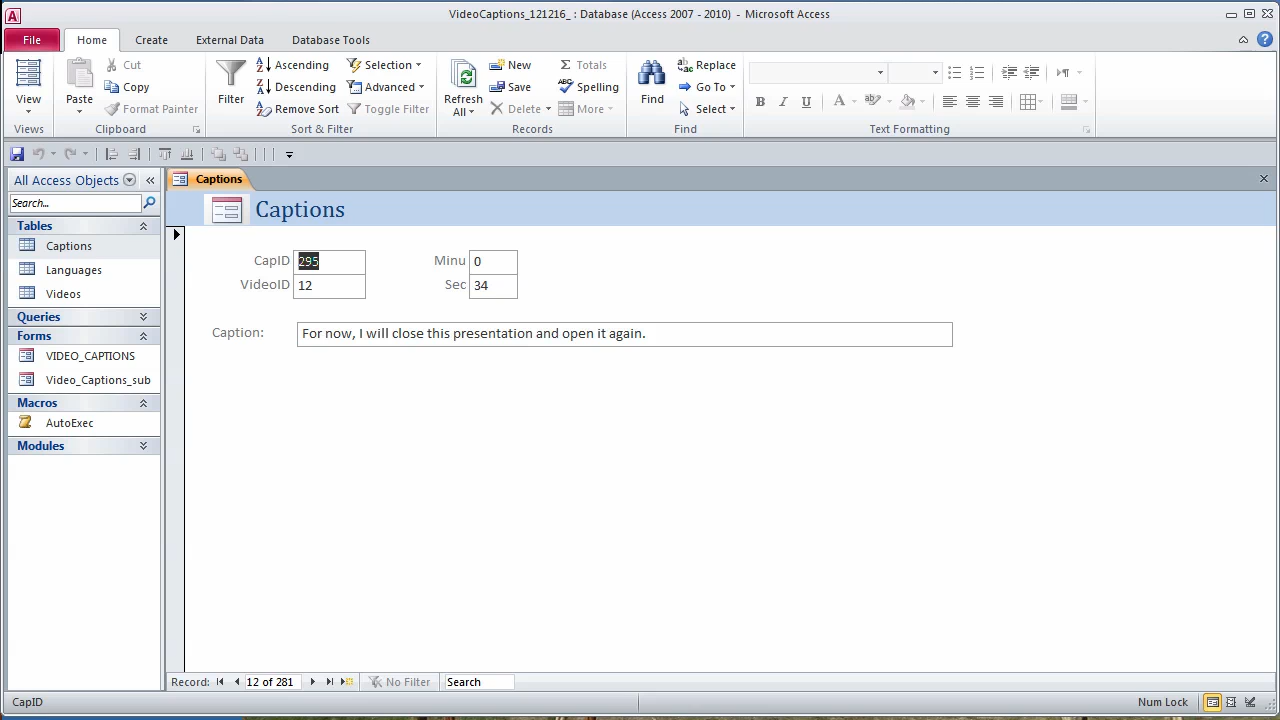 VideoCaptions_121216_ : Database (Access 2007 - 2010) - Microsoft Access
File Home Create External Data Database Tools
View
Views
Paste
Cut
Copy
Format Painter
Clipboard
Filter
Ascending
Descending
Remove Sort
Selection
Advanced
Toggle Filter
Sort & Filter
Refresh
All
New
Save
Delete
Totals
Spelling
More
Records
Find
Replace
Go To
Select
Find
Text Formatting
All Access Objects
Search...
Tables
Captions
Languages
Videos
Queries
Forms
VIDEO_CAPTIONS
Video_Captions_sub
Macros
AutoExec
Modules
Captions
Captions
CapID 295 Minu 0
VideoID 12 Sec 34
Caption: For now, I will close this presentation and open it again.
Record: 12 of 281 No Filter Search
CapID Num Lock